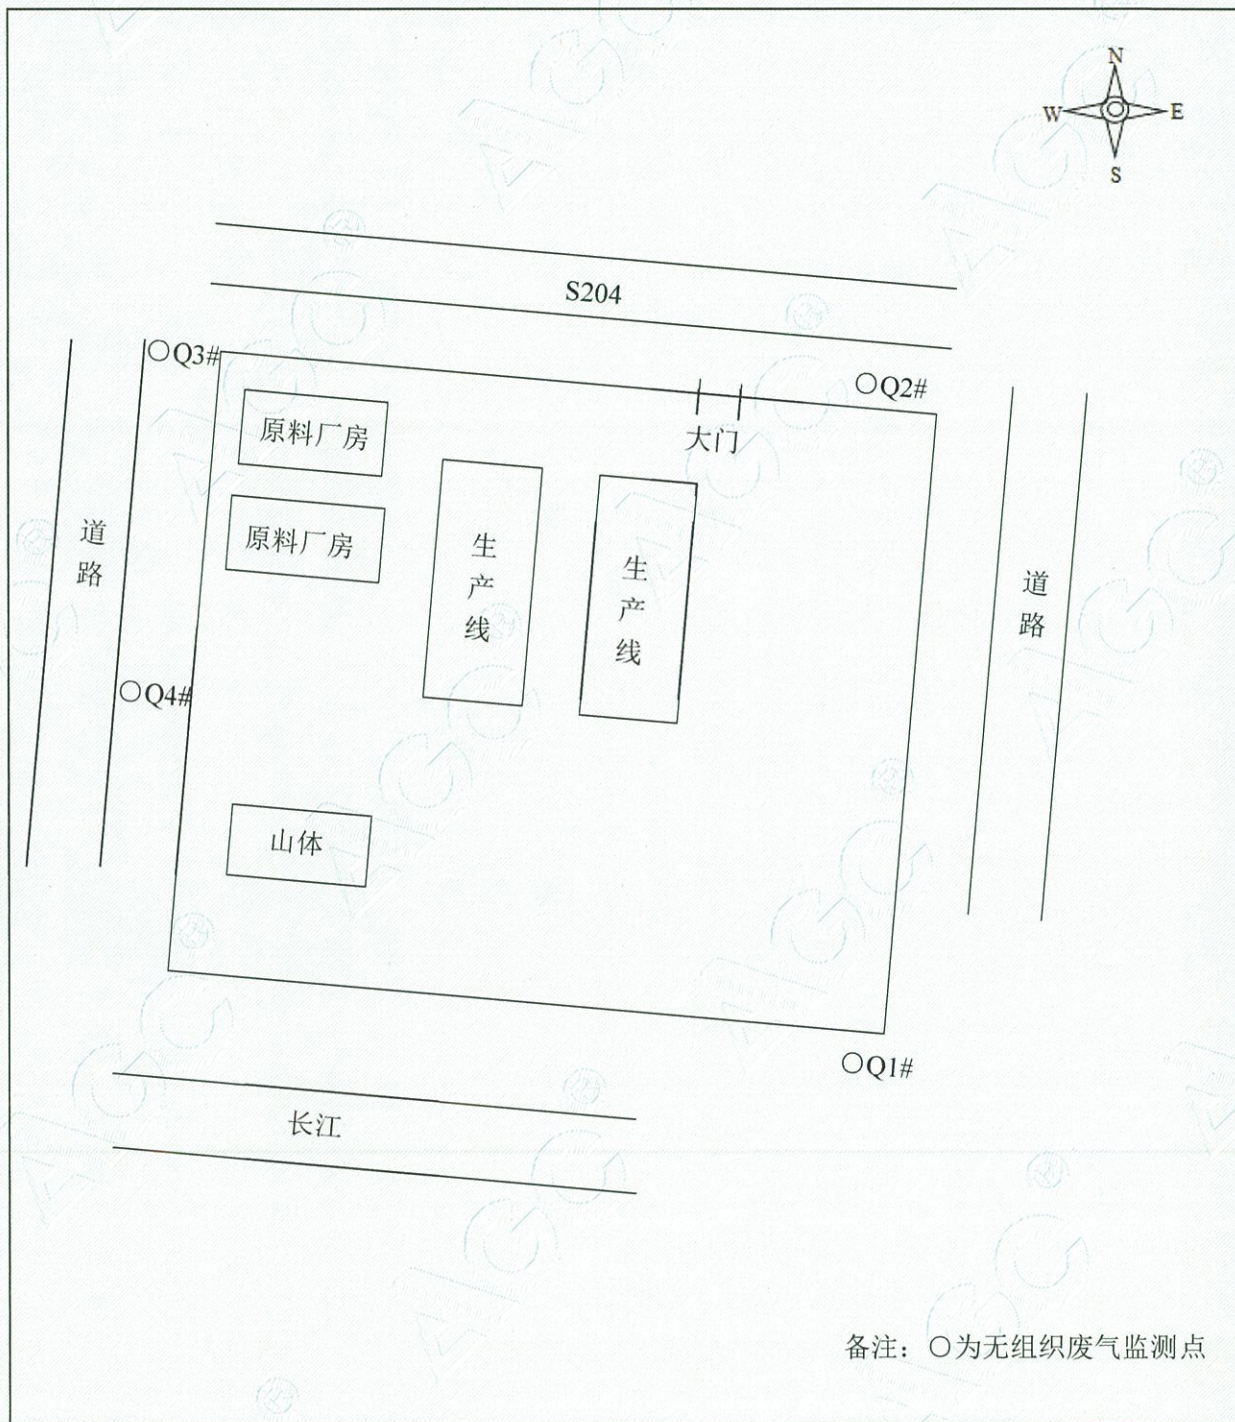 N
W E
S
S204
○Q3#
○Q2#
大门
原料厂房
原料厂房
生产线
生产线
道路
道路
○Q4#
山体
○Q1#
长江
备注：○为无组织废气监测点